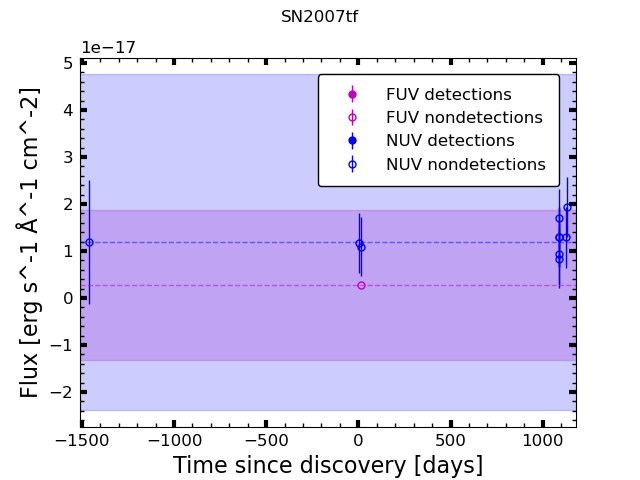 SN2007tf
1e−17
5
4
3
2
1
0
−1
−2
Flux [erg s^-1 Å^-1 cm^-2]
FUV detections
FUV nondetections
NUV detections
NUV nondetections
−1500 −1000 −500 0 500 1000
Time since discovery [days]